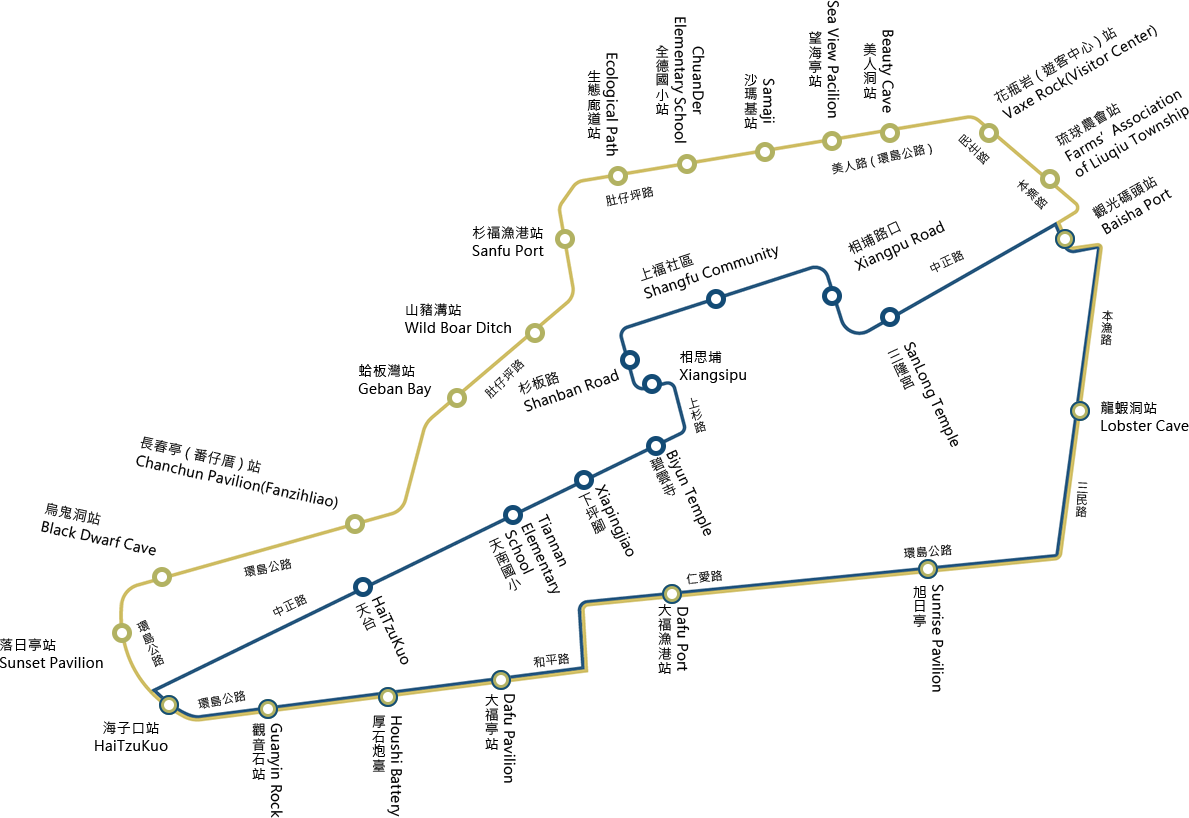 Sea View Pacilion
望海亭站
Beauty Cave
美人洞站
ChuanDer
Elementary School
全德國小站
Ecological Path
生態廊道站
Samaji
沙瑪基站
花瓶岩(遊客中心)站
Vaxe Rock(Visitor Center)
琉球農會站
Farms' Association
of Liuqiu Township
民生路
美人路(環島公路)
本漁路
肚仔坪路
觀光碼頭站
Baisha Port
杉福漁港站
Sanfu Port
相埔路口
Xiangpu Road
中正路
上福社區
Shangfu Community
山豬溝站
Wild Boar Ditch
本漁路
SanLong Temple
三隆宮
相思埔
Xiangsipu
杉板路
Shanban Road
肚仔坪路
蛤板灣站
Geban Bay
上杉路
龍蝦洞站
Lobster Cave
長春亭(番仔厝)站
Chanchun Pavilion(Fanzihliao)
Biyun Temple
碧雲寺
Xiapingjiao
下坪腳
三民路
烏鬼洞站
Black Dwarf Cave
Tiannan
Elementary
School
天南國小
環島公路
環島公路
仁愛路
Sunrise Pavilion
旭日亭
HaiTzuKuo
天台
中正路
Dafu Port
大福漁港站
環島公路
落日亭站
Sunset Pavilion
和平路
環島公路
Dafu Pavilion
大福亭站
海子口站
HaiTzuKuo
Guanyin Rock
觀音石站
Houshi Battery
厚石炮臺